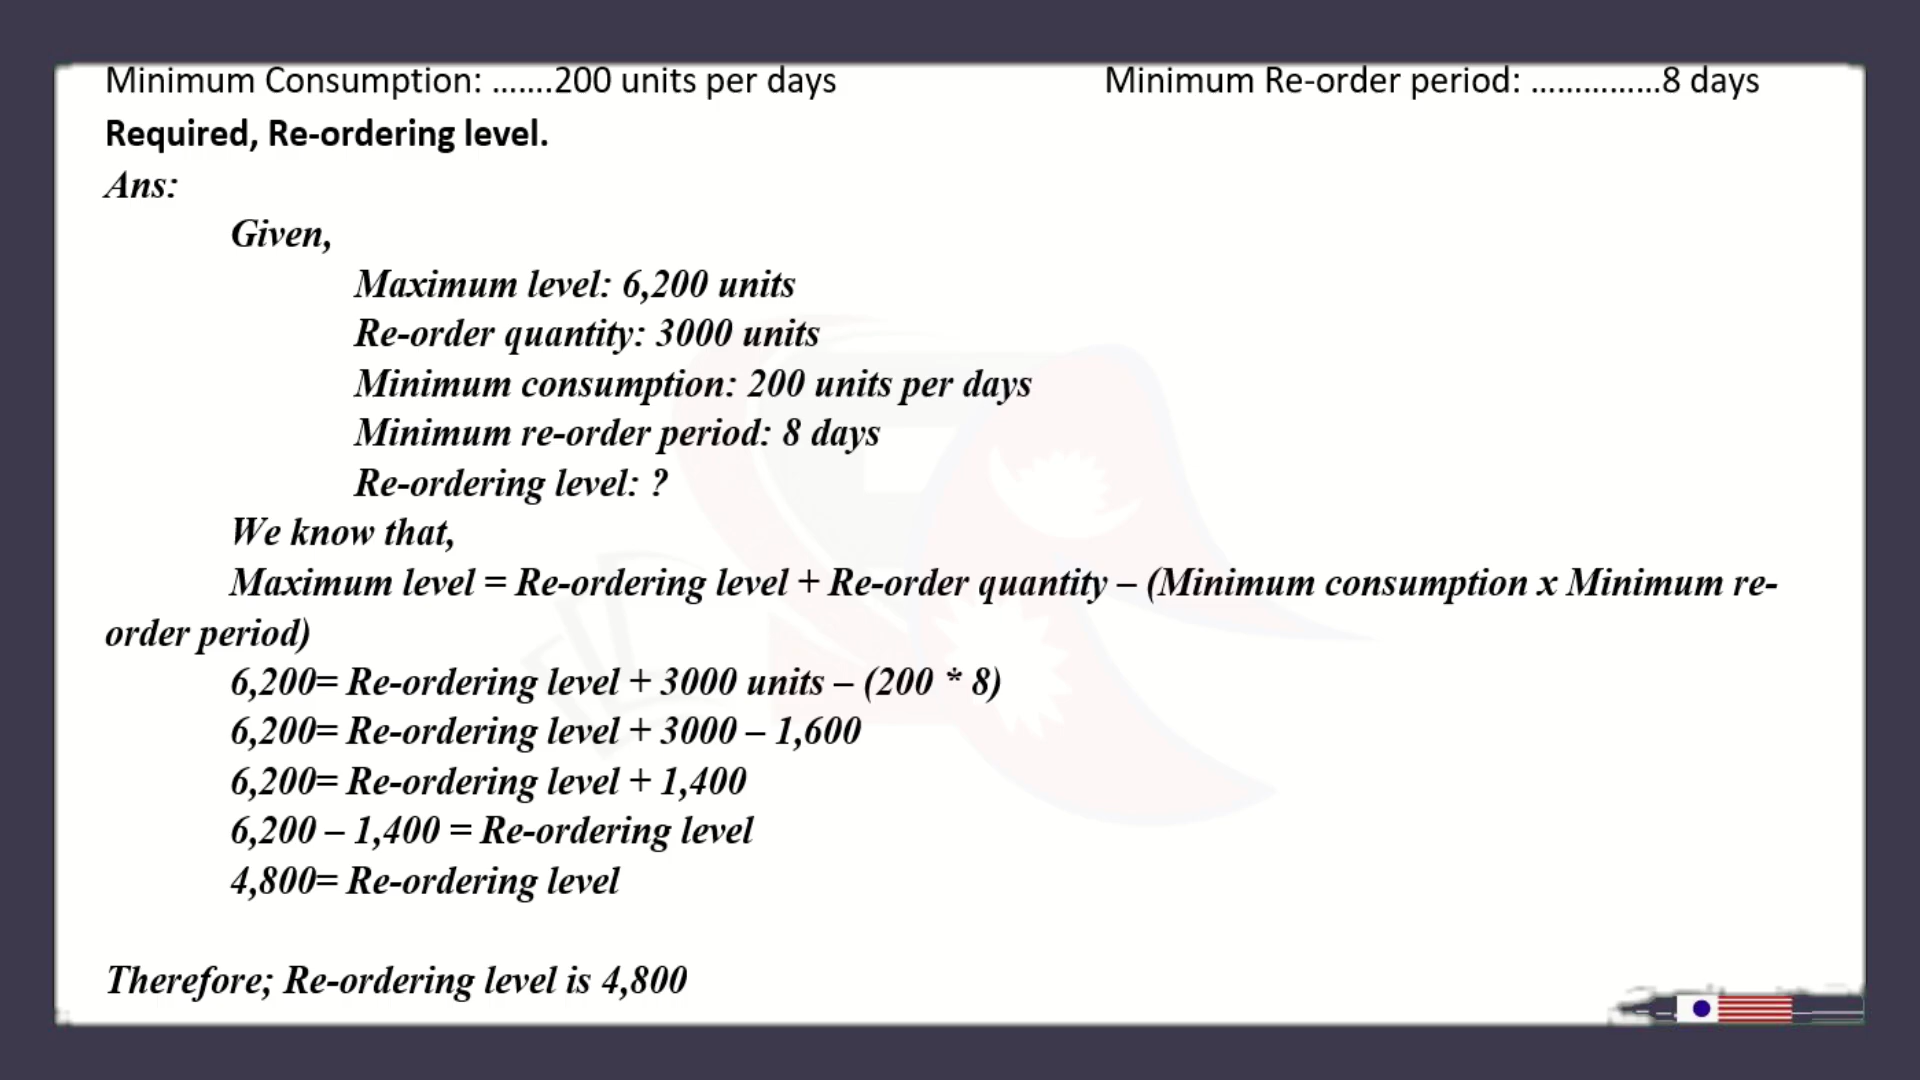 Minimum Consumption: .......200 units per days Minimum Re-order period: ...............8 days
Required, Re-ordering level.
Ans:
Given,
Maximum level: 6,200 units
Re-order quantity: 3000 units
Minimum consumption: 200 units per days
Minimum re-order period: 8 days
Re-ordering level: ?
We know that,
Maximum level = Re-ordering level + Re-order quantity – (Minimum consumption x Minimum re-
order period)
6,200= Re-ordering level + 3000 units – (200 * 8)
6,200= Re-ordering level + 3000 – 1,600
6,200= Re-ordering level + 1,400
6,200 – 1,400 = Re-ordering level
4,800= Re-ordering level
Therefore; Re-ordering level is 4,800